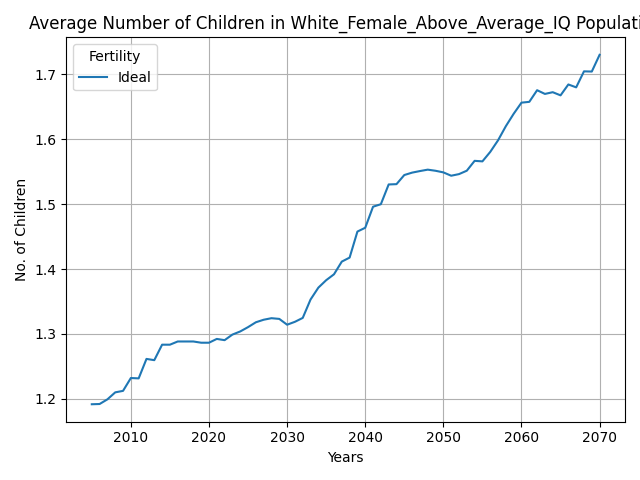 Average Number of Children in White_Female_Above_Average_IQ Populati
Fertility
Ideal
No. of Children
1.7
1.6
1.5
1.4
1.3
1.2
2010 2020 2030 2040 2050 2060 2070
Years